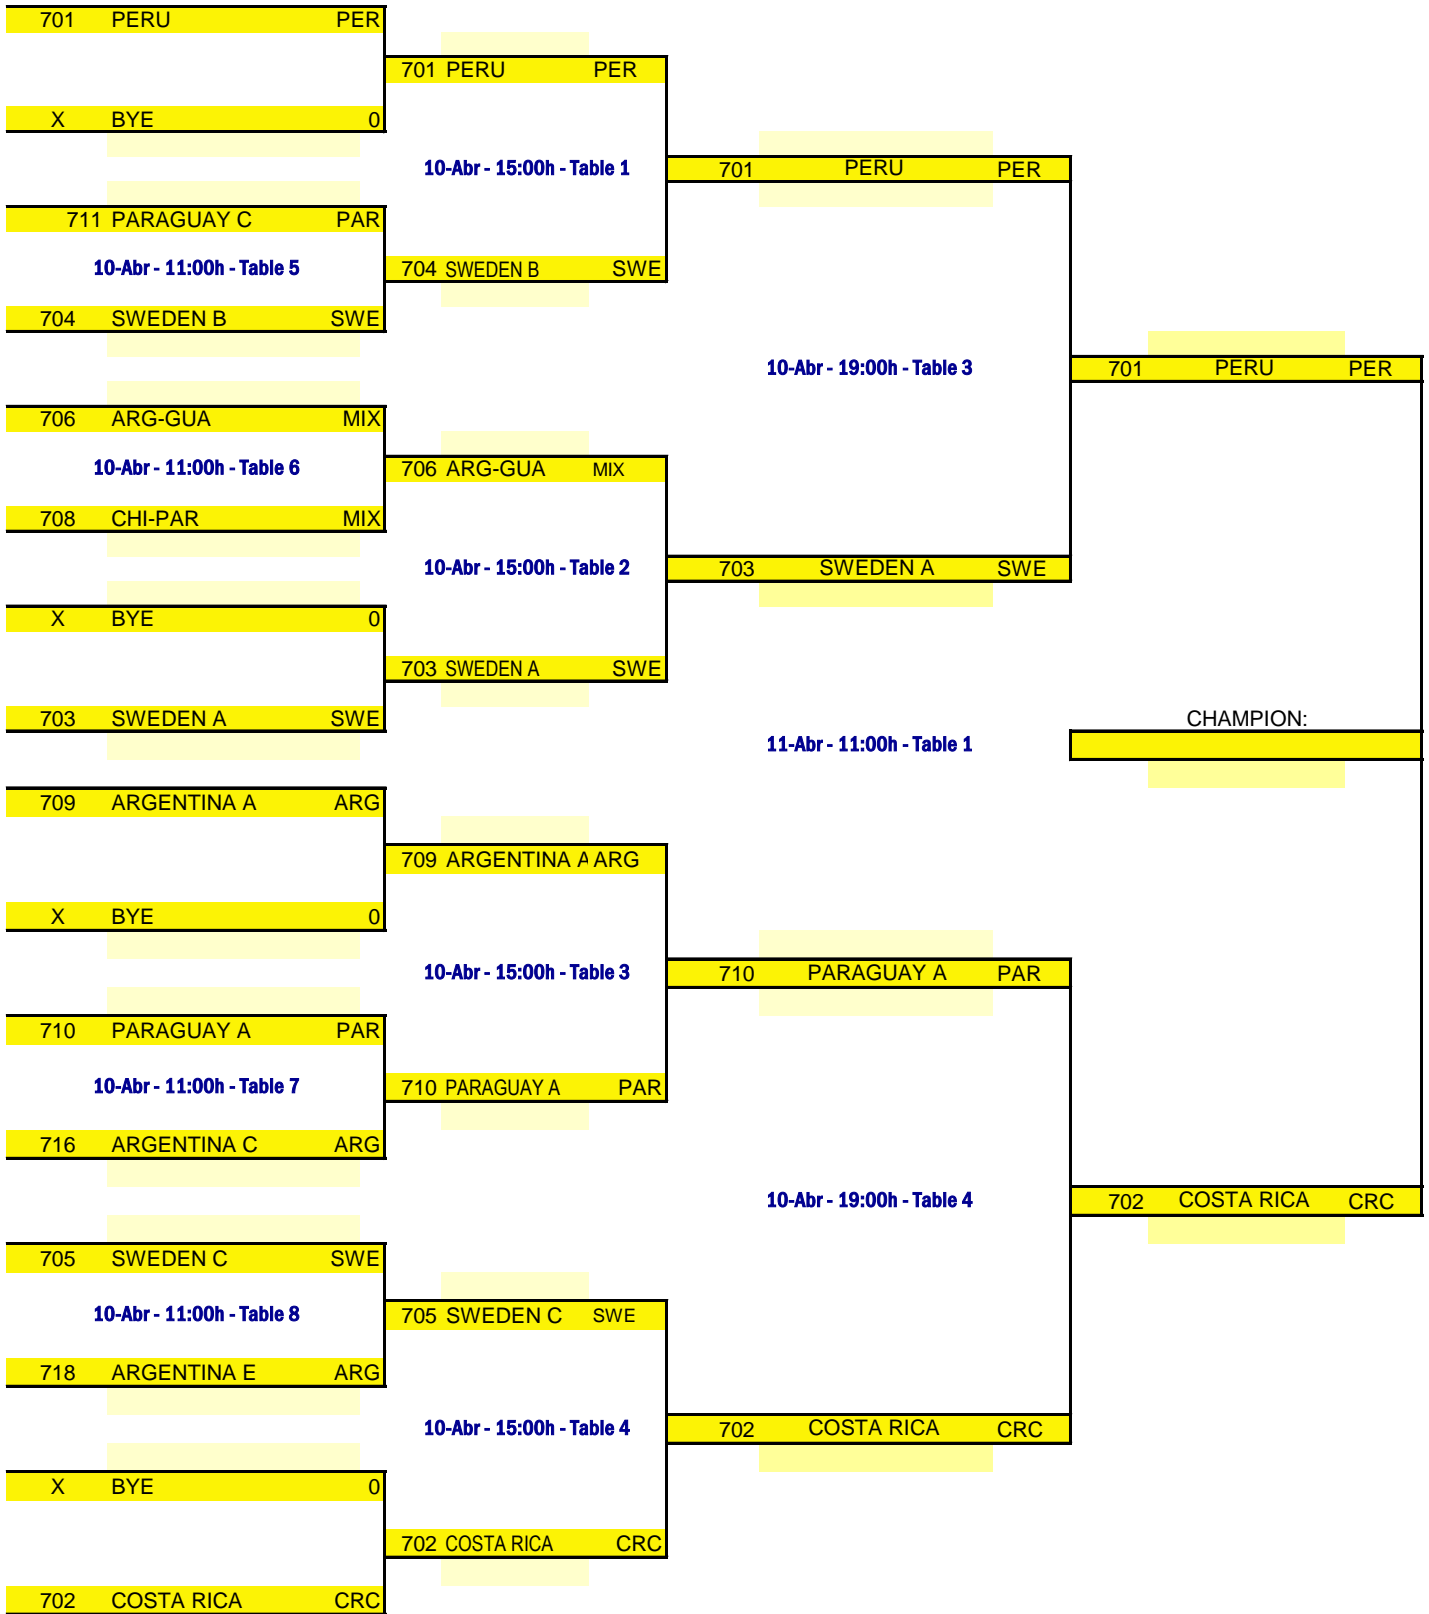 701 PERU PER
701 PERU PER
X BYE 0
10-Abr - 15:00h - Table 1
701 PERU PER
711 PARAGUAY C PAR
10-Abr - 11:00h - Table 5
704 SWEDEN B SWE
704 SWEDEN B SWE
10-Abr - 19:00h - Table 3
701 PERU PER
706 ARG-GUA MIX
10-Abr - 11:00h - Table 6
706 ARG-GUA MIX
708 CHI-PAR MIX
10-Abr - 15:00h - Table 2
703 SWEDEN A SWE
X BYE 0
703 SWEDEN A SWE
703 SWEDEN A SWE
CHAMPION:
11-Abr - 11:00h - Table 1
709 ARGENTINA A ARG
709 ARGENTINA A ARG
X BYE 0
10-Abr - 15:00h - Table 3
710 PARAGUAY A PAR
710 PARAGUAY A PAR
10-Abr - 11:00h - Table 7
710 PARAGUAY A PAR
716 ARGENTINA C ARG
10-Abr - 19:00h - Table 4
702 COSTA RICA CRC
705 SWEDEN C SWE
10-Abr - 11:00h - Table 8
705 SWEDEN C SWE
718 ARGENTINA E ARG
10-Abr - 15:00h - Table 4
702 COSTA RICA CRC
X BYE 0
702 COSTA RICA CRC
702 COSTA RICA CRC